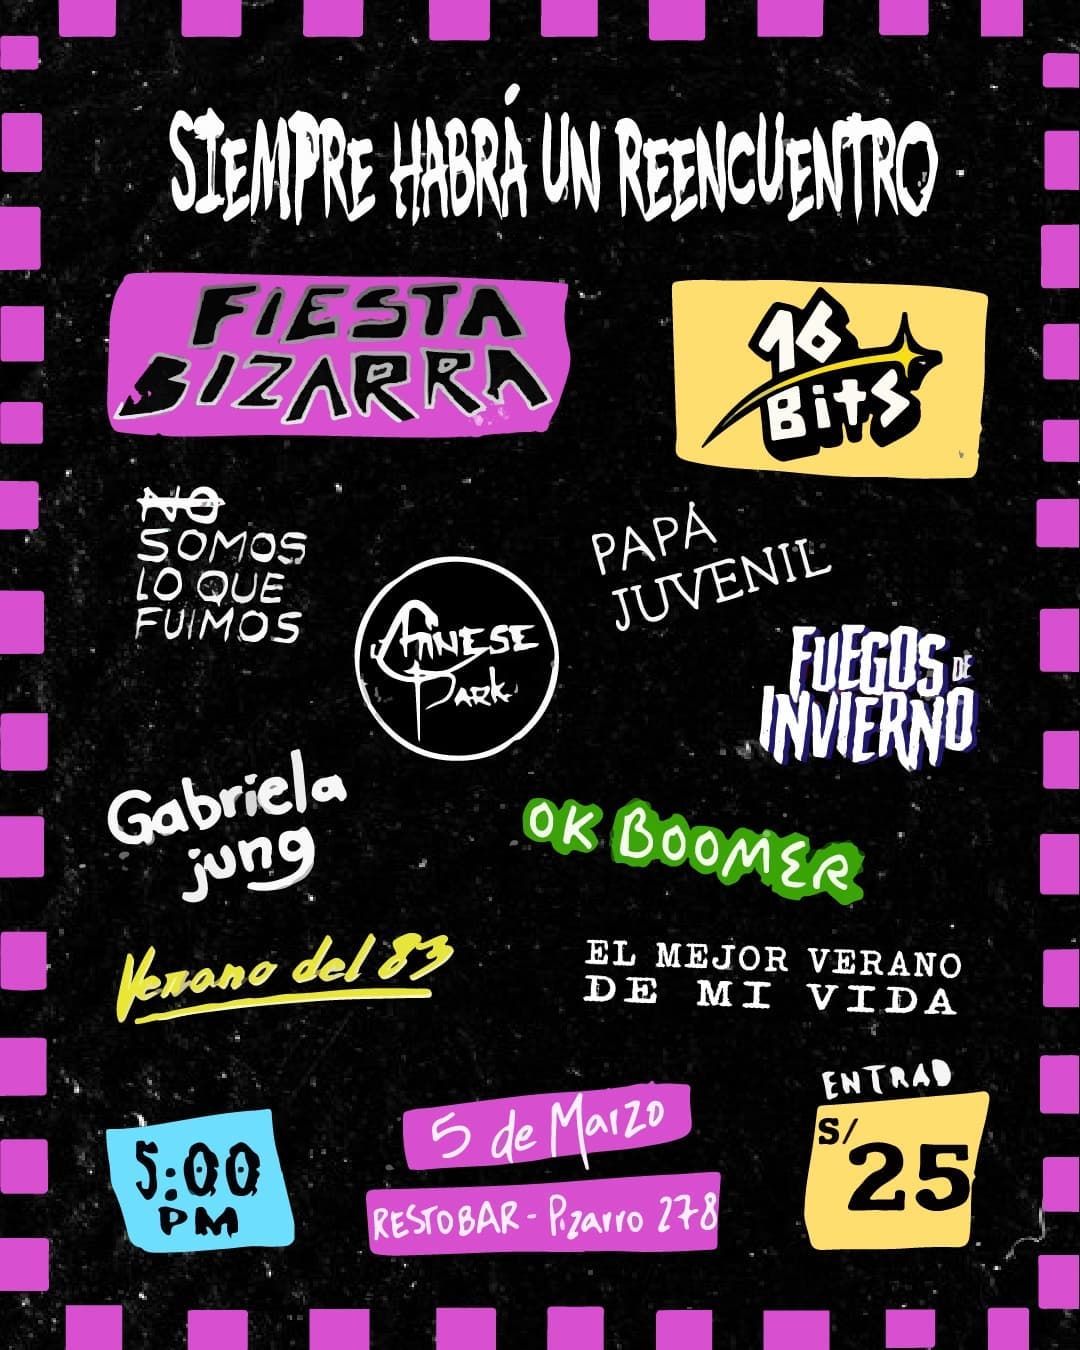 SIEMPRE HABRÁ UN REENCUENTRO
FIESTA
BIZARRA
16
Bits
NO
SOMOS
LO QUE
FUIMOS
PAPÁ
JUVENIL
CHINESE
PARK
FUEGOS DE
INVIERNO
Gabriela
jung
OK BOOMER
Verano del 83
EL MEJOR VERANO
DE MI VIDA
ENTRAD
5:00
PM
5 de Marzo
RESTOBAR - Pizarro 278
S/
25